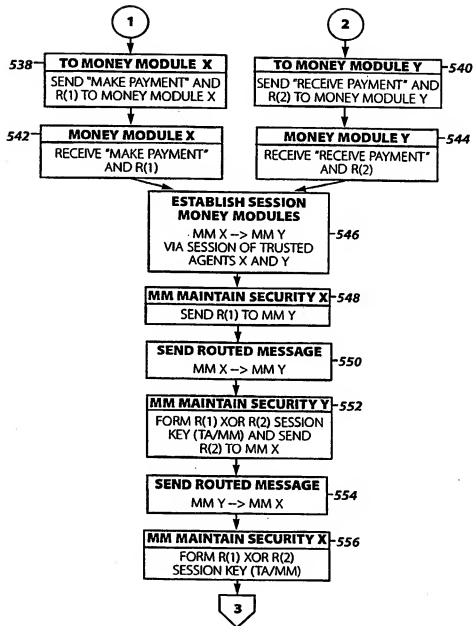 1
2
538
TO MONEY MODULE X
SEND "MAKE PAYMENT" AND
R(1) TO MONEY MODULE X
TO MONEY MODULE Y
540
SEND "RECEIVE PAYMENT" AND
R(2) TO MONEY MODULE Y
542
MONEY MODULE X
RECEIVE "MAKE PAYMENT"
AND R(1)
MONEY MODULE Y
544
RECEIVE "RECEIVE PAYMENT"
AND R(2)
ESTABLISH SESSION
MONEY MODULES
MM X --> MM Y
546
VIA SESSION OF TRUSTED
AGENTS X AND Y
MM MAINTAIN SECURITY X
548
SEND R(1) TO MM Y
SEND ROUTED MESSAGE
550
MM X --> MM Y
MM MAINTAIN SECURITY Y
552
FORM R(1) XOR R(2) SESSION
KEY (TA/MM) AND SEND
R(2) TO MM X
SEND ROUTED MESSAGE
554
MM Y --> MM X
MM MAINTAIN SECURITY X
556
FORM R(1) XOR R(2)
SESSION KEY (TA/MM)
3